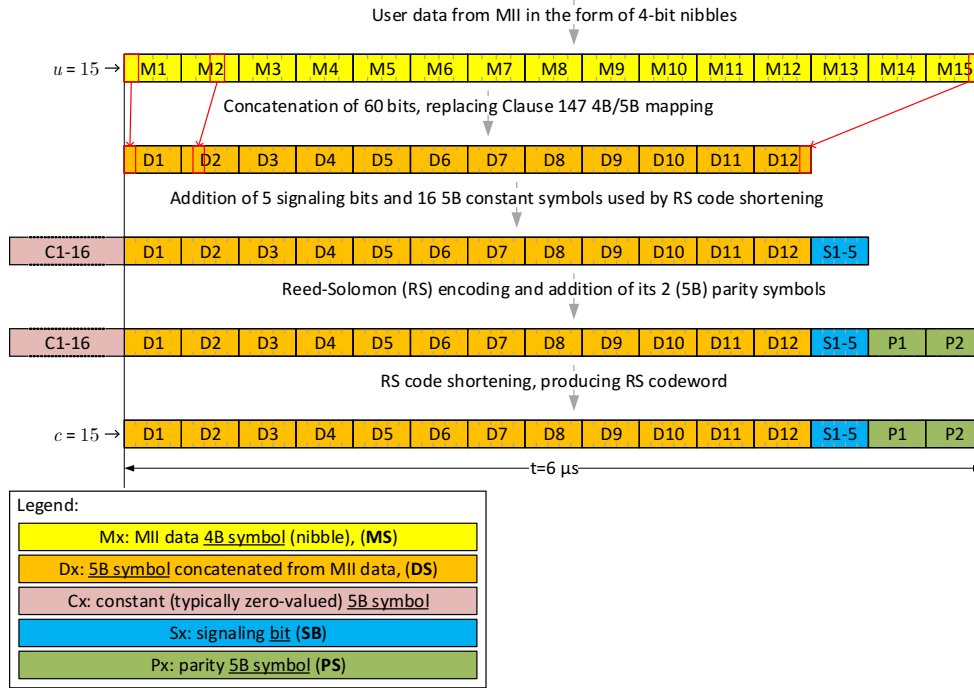 User data from MII in the form of 4-bit nibbles
u = 15 → M1 M2 M3 M4 M5 M6 M7 M8 M9 M10 M11 M12 M13 M14 M15
Concatenation of 60 bits, replacing Clause 147 4B/5B mapping
D1 D2 D3 D4 D5 D6 D7 D8 D9 D10 D11 D12
Addition of 5 signaling bits and 16 5B constant symbols used by RS code shortening
C1-16 D1 D2 D3 D4 D5 D6 D7 D8 D9 D10 D11 D12 S1-5
Reed-Solomon (RS) encoding and addition of its 2 (5B) parity symbols
C1-16 D1 D2 D3 D4 D5 D6 D7 D8 D9 D10 D11 D12 S1-5 P1 P2
RS code shortening, producing RS codeword
c = 15 → D1 D2 D3 D4 D5 D6 D7 D8 D9 D10 D11 D12 S1-5 P1 P2
t=6 μs
Legend:
Mx: MII data 4B symbol (nibble), (MS)
Dx: 5B symbol concatenated from MII data, (DS)
Cx: constant (typically zero-valued) 5B symbol
Sx: signaling bit (SB)
Px: parity 5B symbol (PS)